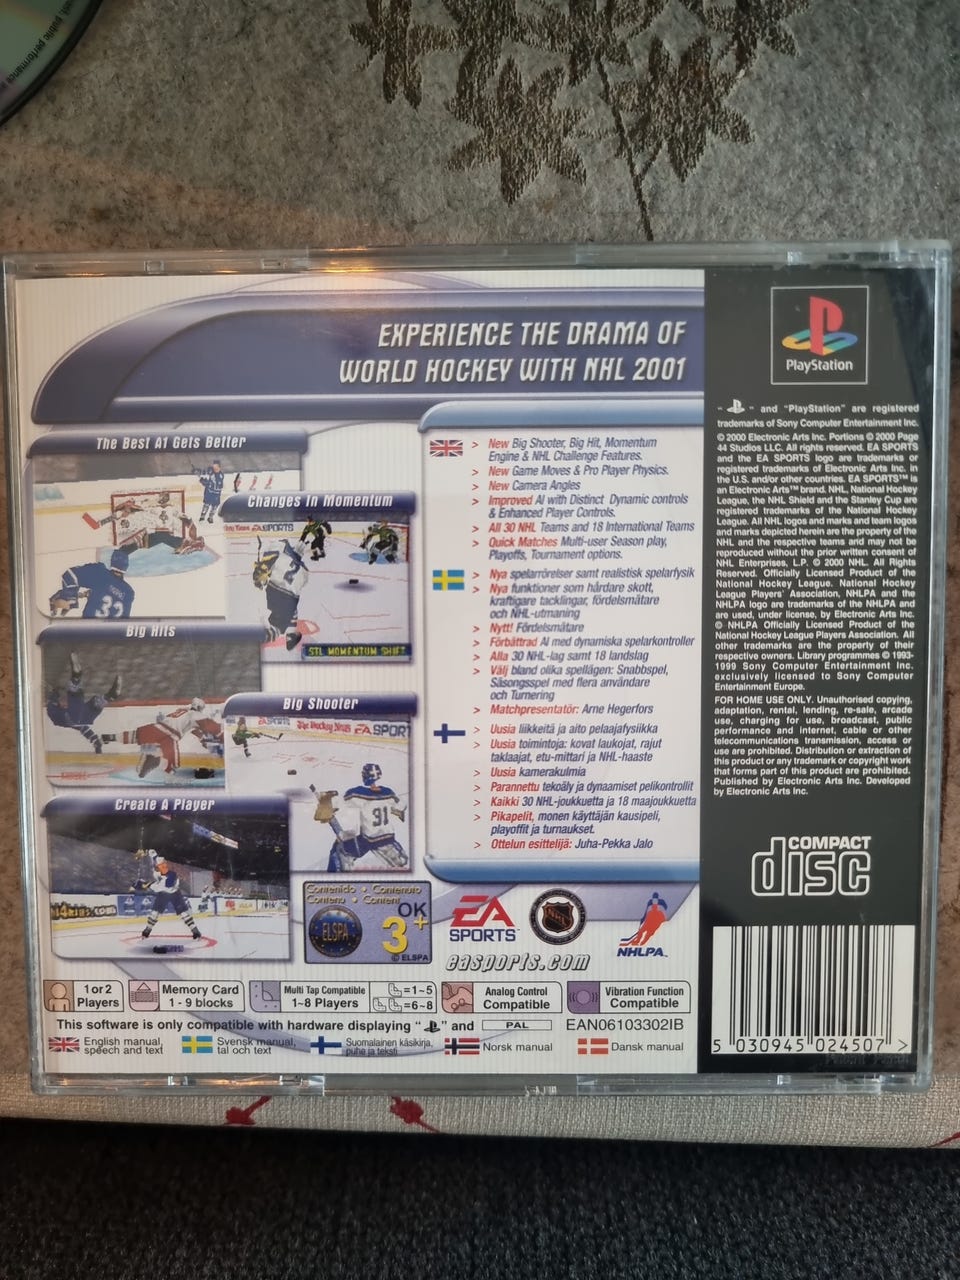 public performance
EXPERIENCE THE DRAMA OF
WORLD HOCKEY WITH NHL 2001
The Best AI Gets Better
32
Changes In Momentum
EA SPORTS
2
STL MOMENTUM SHIFT
Big Hits
Big Shooter
EA SPORTS
The Hockey News
EA SPORT
31
Create A Player
> New Big Shooter, Big Hit, Momentum
Engine & NHL Challenge Features.
> New Game Moves & Pro Player Physics.
> New Camera Angles
> Improved AI with Distinct Dynamic controls
& Enhanced Player Controls.
> All 30 NHL Teams and 18 International Teams
> Quick Matches Multi-user Season play,
Playoffs, Tournament options.
> Nya spelarrörelser samt realistisk spelarfysik
> Nya funktioner som hårdare skott,
kraftigare tacklingar, fördelsmätare
och NHL-utmaning
> Nytt! Fördelsmätare
> Förbättrad AI med dynamiska spelarkontroller
> Alla 30 NHL-lag samt 18 landslag
> Välj bland olika spellägen: Snabbspel,
Säsongsspel med flera användare
och Turnering
> Matchpresentatör: Arne Hegerfors
> Uusia liikkeitä ja aito pelaajafysiikka
> Uusia toimintoja: kovat laukojat, rajut
taklaajat, etu-mittari ja NHL-haaste
> Uusia kamerakulmia
> Parannettu tekoäly ja dynaamiset pelikontrollit
> Kaikki 30 NHL-joukkuetta ja 18 maajoukkuetta
> Pikapelit, monen käyttäjän kausipeli,
playoffit ja turnaukset.
> Ottelun esittelijä: Juha-Pekka Jalo
PlayStation
" " and "PlayStation" are registered
trademarks of Sony Computer Entertainment Inc.
© 2000 Electronic Arts Inc. Portions © 2000 Page
44 Studios LLC. All rights reserved. EA SPORTS
and the EA SPORTS logo are trademarks or
registered trademarks of Electronic Arts Inc. in
the U.S. and/or other countries. EA SPORTS™ is
an Electronic Arts™ brand. NHL, National Hockey
League, the NHL Shield and the Stanley Cup are
registered trademarks of the National Hockey
League. All NHL logos and marks and team logos
and marks depicted herein are the property of the
NHL and the respective teams and may not be
reproduced without the prior written consent of
NHL Enterprises, L.P. © 2000 NHL. All Rights
Reserved. Officially Licensed Product of the
National Hockey League. National Hockey
League Players' Association, NHLPA and the
NHLPA logo are trademarks of the NHLPA and
are used, under license, by Electronic Arts Inc.
© NHLPA Officially Licensed Product of the
National Hockey League Players Association. All
other trademarks are the property of their
respective owners. Library programmes © 1993-
1999 Sony Computer Entertainment Inc.
exclusively licensed to Sony Computer
Entertainment Europe.
FOR HOME USE ONLY. Unauthorised copying,
adaptation, rental, lending, re-sale, arcade
use, charging for use, broadcast, public
performance and internet, cable or other
telecommunications transmission, access or
use are prohibited. Distribution or extraction of
this product or any trademark or copyright work
that forms part of this product are prohibited.
Published by Electronic Arts Inc. Developed
by Electronic Arts Inc.
COMPACT
disc
Contenido • Contenuto
Contenu • Content
ELSPA
OK
3+
© ELSPA
EA
SPORTS™
NHL
NHLPA™
easports.com
1 or 2
Players
Memory Card
1 - 9 blocks
Multi Tap Compatible
1-8 Players
=1~5
=6~8
Analog Control
Compatible
Vibration Function
Compatible
This software is only compatible with hardware displaying " " and PAL
EAN06103302IB
English manual,
speech and text
Svensk manual,
tal och text
Suomalainen käsikirja,
puhe ja teksti
Norsk manual
Dansk manual
5 030945 024507 >